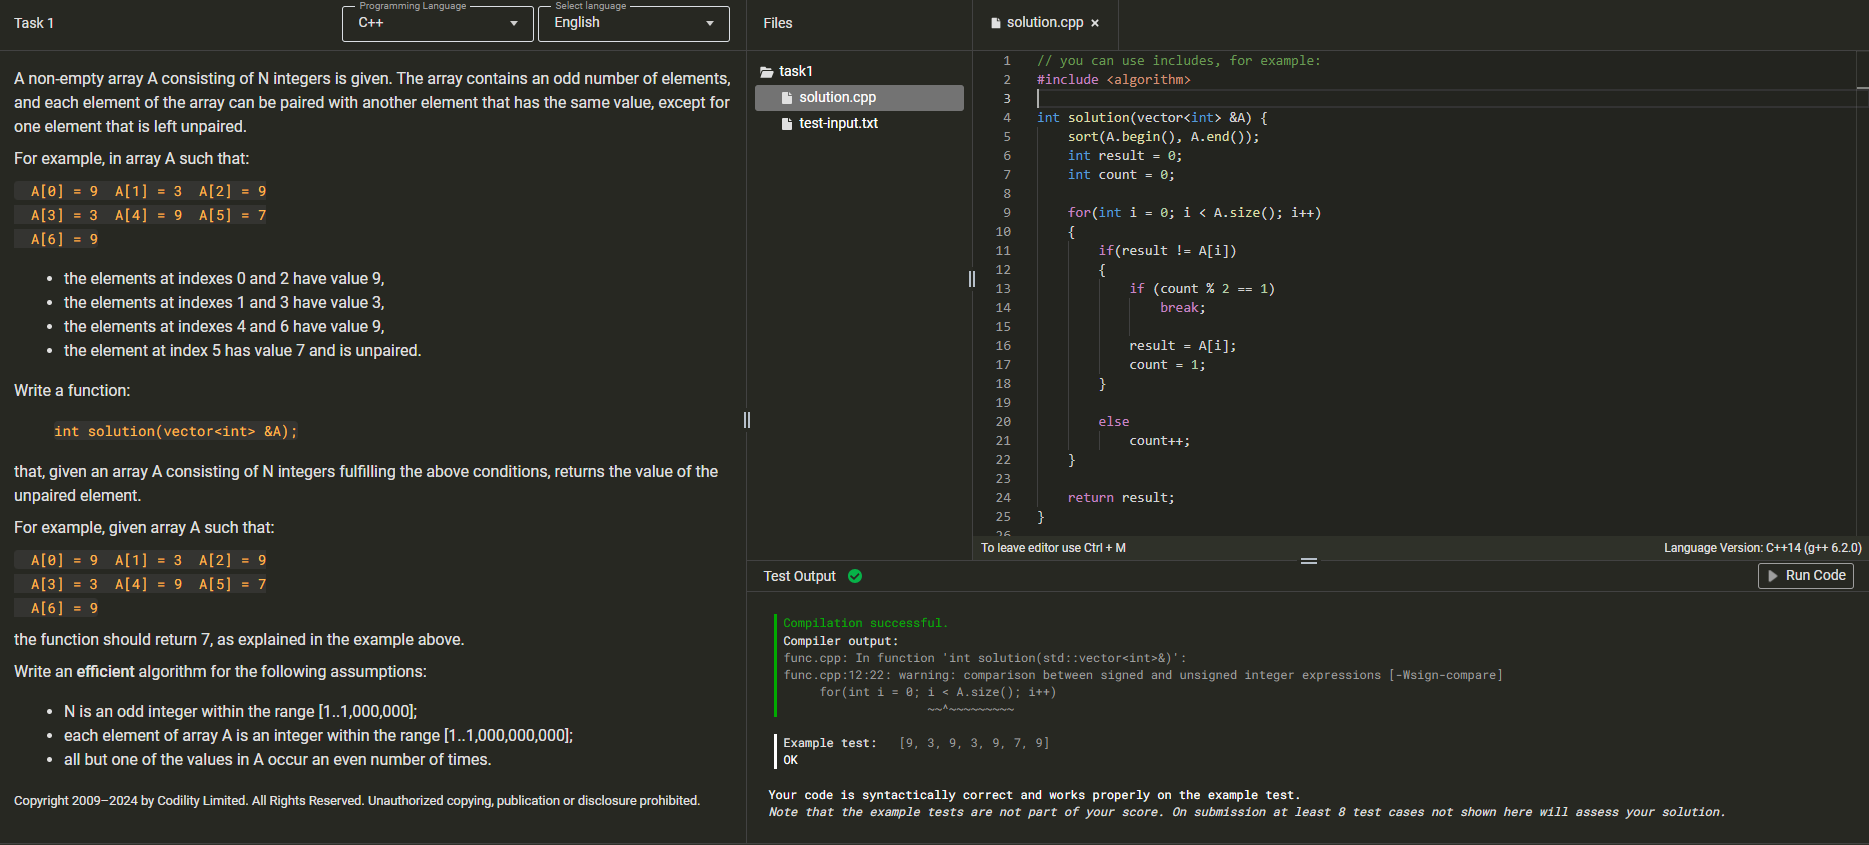 Task 1
Programming Language
C++
Select language
English
A non-empty array A consisting of N integers is given. The array contains an odd number of elements,
and each element of the array can be paired with another element that has the same value, except for
one element that is left unpaired.
For example, in array A such that:
A[0] = 9  A[1] = 3  A[2] = 9
A[3] = 3  A[4] = 9  A[5] = 7
A[6] = 9
• the elements at indexes 0 and 2 have value 9,
• the elements at indexes 1 and 3 have value 3,
• the elements at indexes 4 and 6 have value 9,
• the element at index 5 has value 7 and is unpaired.
Write a function:
int solution(vector<int> &A);
that, given an array A consisting of N integers fulfilling the above conditions, returns the value of the
unpaired element.
For example, given array A such that:
A[0] = 9  A[1] = 3  A[2] = 9
A[3] = 3  A[4] = 9  A[5] = 7
A[6] = 9
the function should return 7, as explained in the example above.
Write an efficient algorithm for the following assumptions:
• N is an odd integer within the range [1..1,000,000];
• each element of array A is an integer within the range [1..1,000,000,000];
• all but one of the values in A occur an even number of times.
Copyright 2009–2024 by Codility Limited. All Rights Reserved. Unauthorized copying, publication or disclosure prohibited.
Files
task1
solution.cpp
test-input.txt
solution.cpp ×
1 // you can use includes, for example:
2 #include <algorithm>
3
4 int solution(vector<int> &A) {
5     sort(A.begin(), A.end());
6     int result = 0;
7     int count = 0;
8
9     for(int i = 0; i < A.size(); i++)
10     {
11         if(result != A[i])
12         {
13             if (count % 2 == 1)
14                 break;
15
16             result = A[i];
17             count = 1;
18         }
19
20         else
21             count++;
22     }
23
24     return result;
25 }
26
To leave editor use Ctrl + M
Language Version: C++14 (g++ 6.2.0)
Test Output
Run Code
Compilation successful.
Compiler output:
func.cpp: In function 'int solution(std::vector<int>&)':
func.cpp:12:22: warning: comparison between signed and unsigned integer expressions [-Wsign-compare]
for(int i = 0; i < A.size(); i++)
~~^~~~~~~~~~
Example test:   [9, 3, 9, 3, 9, 7, 9]
OK
Your code is syntactically correct and works properly on the example test.
Note that the example tests are not part of your score. On submission at least 8 test cases not shown here will assess your solution.